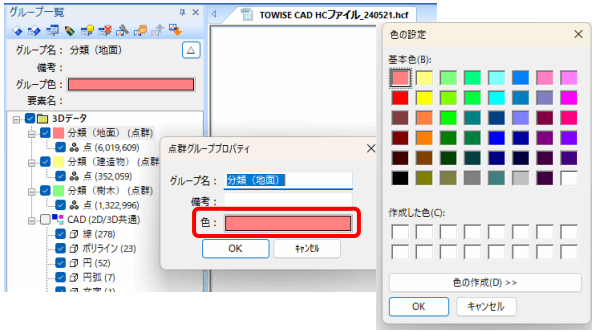 グループ一覧
TOWISE CAD HCファイル_240521.hcf
グループ名： 分類（地面）
備考：
グループ色：
要素名：
3Dデータ
分類（地面）（点群）
点 (6,019,609)
分類（建造物）（点群
点 (352,059)
分類（樹木）（点群）
点 (1,322,996)
CAD (2D/3D共通)
線 (278)
ポリライン (23)
円 (52)
円弧 (7)
文字 (1)
点群グループプロパティ
グループ名： 分類（地面）
備考：
色：
OK
ｷｬﾝｾﾙ
色の設定
基本色(B):
作成した色(C):
色の作成(D) >>
OK
キャンセル